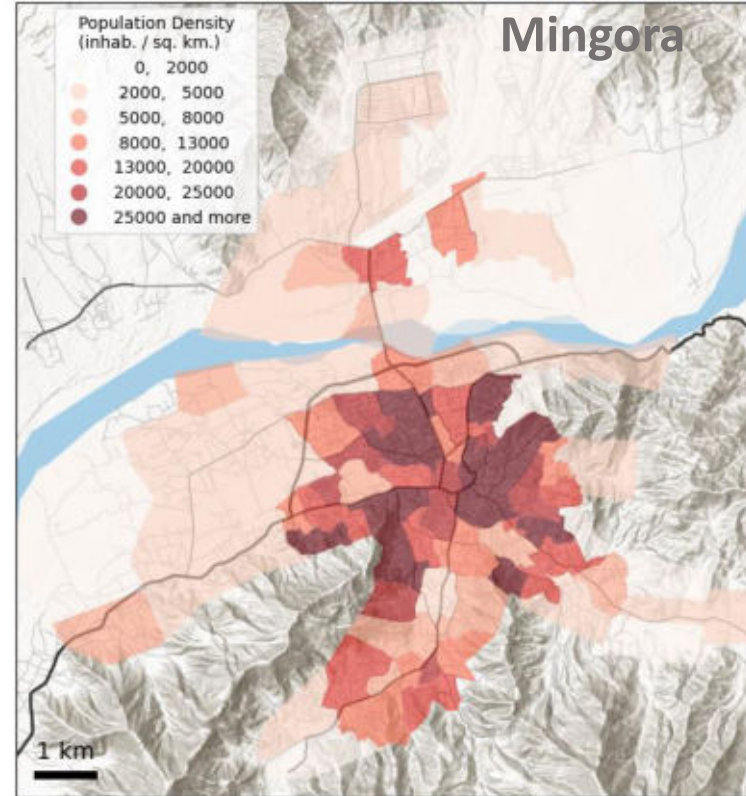 Mingora
Population Density
(inhab. / sq. km.)
0, 2000
2000, 5000
5000, 8000
8000, 13000
13000, 20000
20000, 25000
25000 and more
1 km